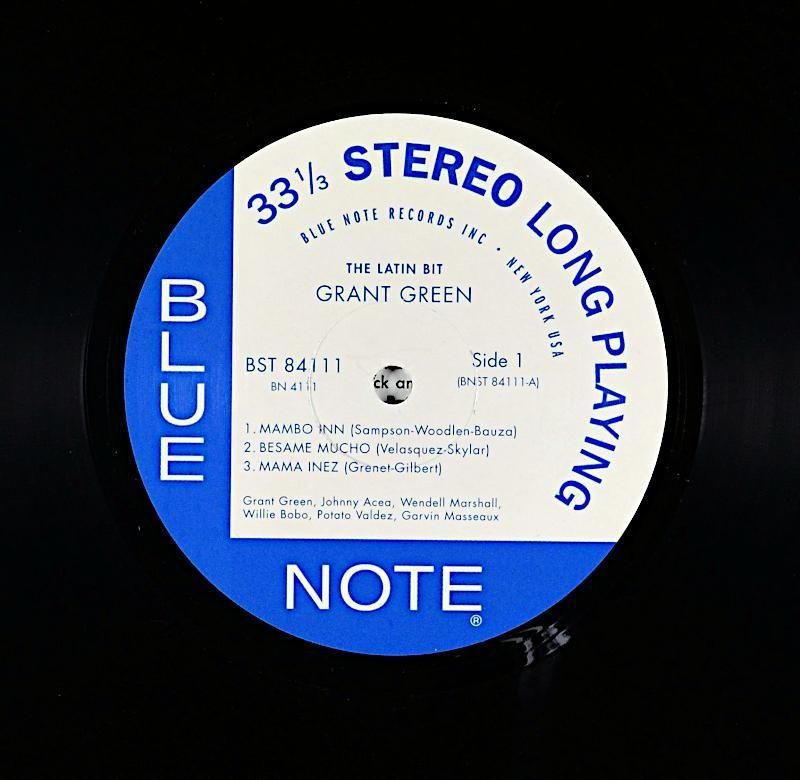 33⅓ STEREO LONG PLAYING
BLUE NOTE RECORDS INC · NEW YORK USA
THE LATIN BIT
GRANT GREEN
BST 84111
BN 4111
Side 1
(BNST 84111-A)
1. MAMBO INN (Sampson-Woodlen-Bauza)
2. BESAME MUCHO (Velasquez-Skylar)
3. MAMA INEZ (Grenet-Gilbert)
Grant Green, Johnny Acea, Wendell Marshall,
Willie Bobo, Potato Valdez, Garvin Masseaux
BLUE
NOTE
®